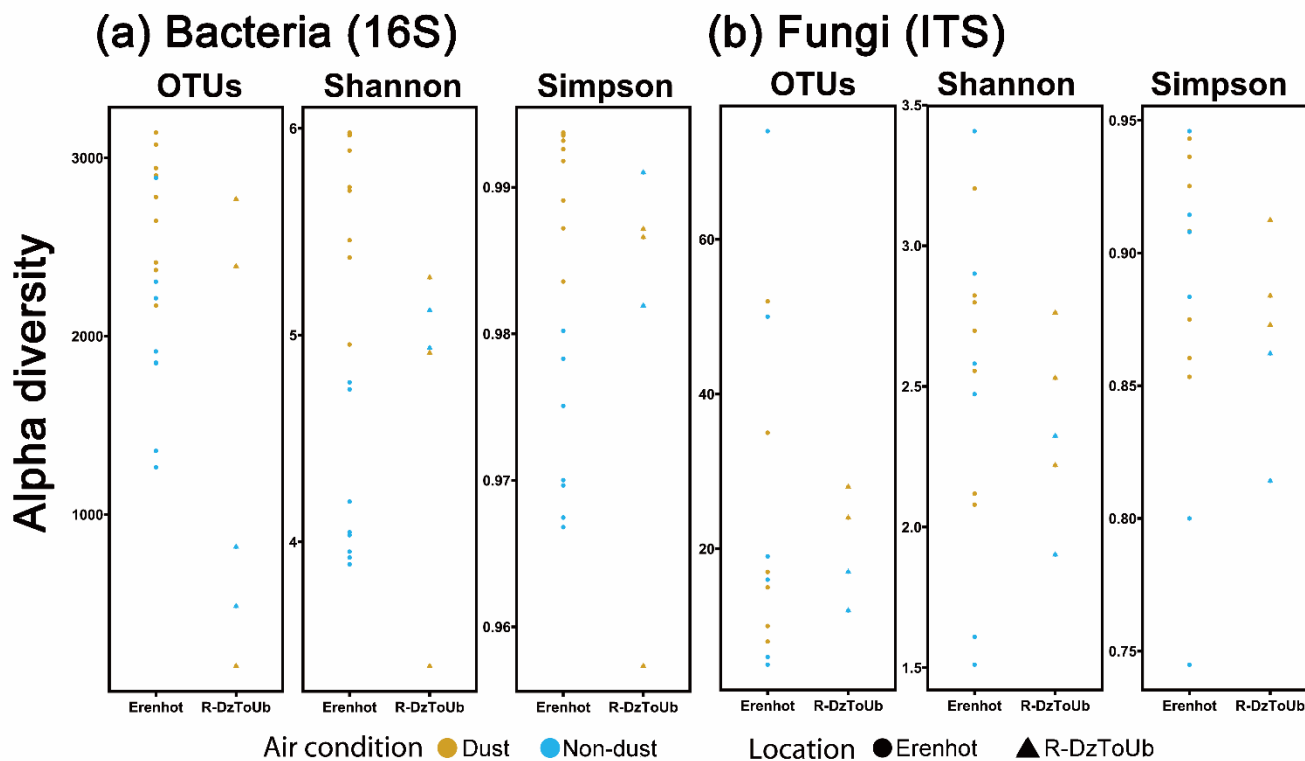 (a) Bacteria (16S)
(b) Fungi (ITS)
OTUs
Shannon
Simpson
OTUs
Shannon
Simpson
Alpha diversity
3000
2000
1000
6
5
4
0.99
0.98
0.97
0.96
60
40
20
3.5
3.0
2.5
2.0
1.5
0.95
0.90
0.85
0.80
0.75
Erenhot R-DzToUb
Erenhot R-DzToUb
Erenhot R-DzToUb
Erenhot R-DzToUb
Erenhot R-DzToUb
Erenhot R-DzToUb
Air condition Dust Non-dust Location Erenhot R-DzToUb